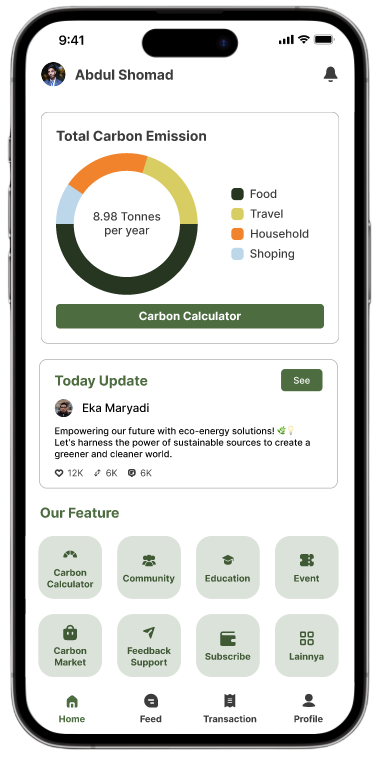 9:41
Abdul Shomad
Total Carbon Emission
8.98 Tonnes
per year
Food
Travel
Household
Shoping
Carbon Calculator
Today Update
See
Eka Maryadi
Empowering our future with eco-energy solutions! 🌿💡
Let's harness the power of sustainable sources to create a
greener and cleaner world.
12K 6K 6K
Our Feature
Carbon
Calculator
Community
Education
Event
Carbon
Market
Feedback
Support
Subscribe
Lainnya
Home
Feed
Transaction
Profile